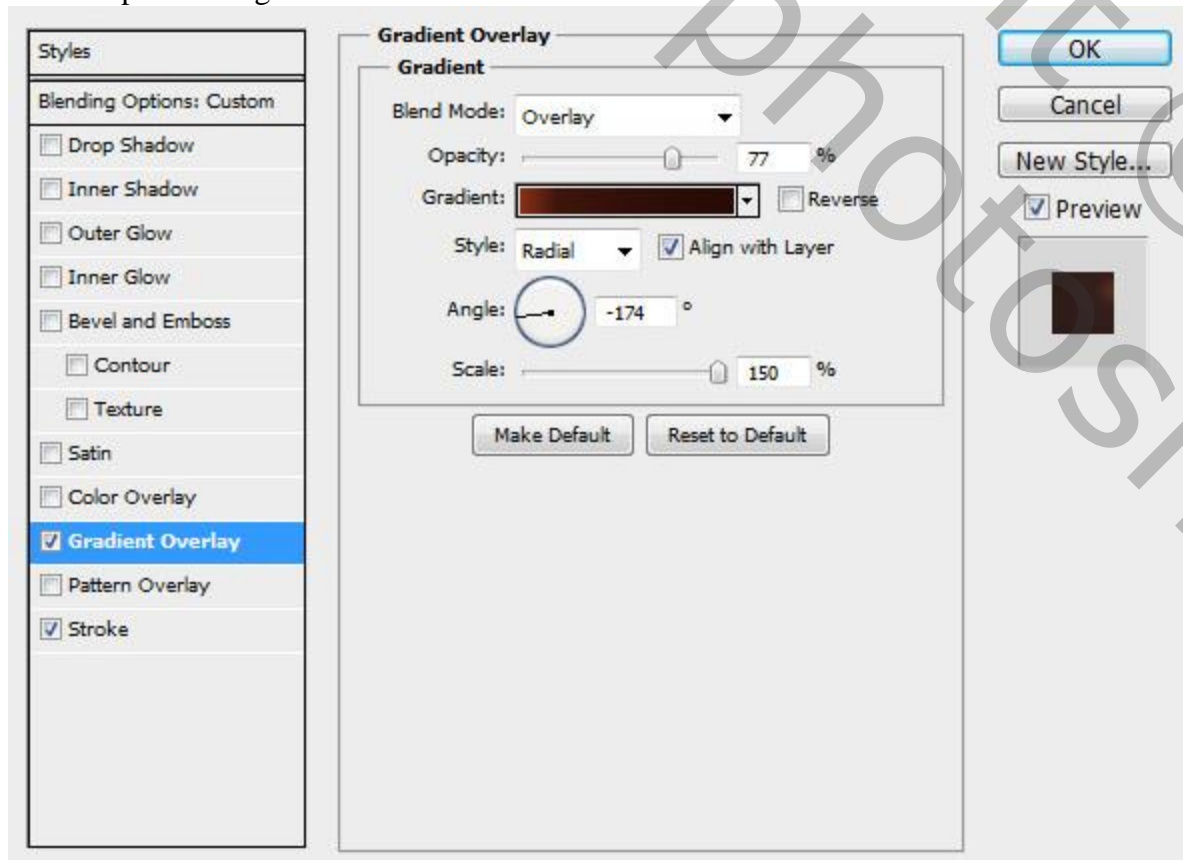 Styles
Blending Options: Custom
Drop Shadow
Inner Shadow
Outer Glow
Inner Glow
Bevel and Emboss
Contour
Texture
Satin
Color Overlay
Gradient Overlay
Pattern Overlay
Stroke
Gradient Overlay
Gradient
Blend Mode: Overlay
Opacity: 77 %
Gradient: Reverse
Style: Radial Align with Layer
Angle: -174 °
Scale: 150 %
Make Default Reset to Default
OK
Cancel
New Style...
Preview